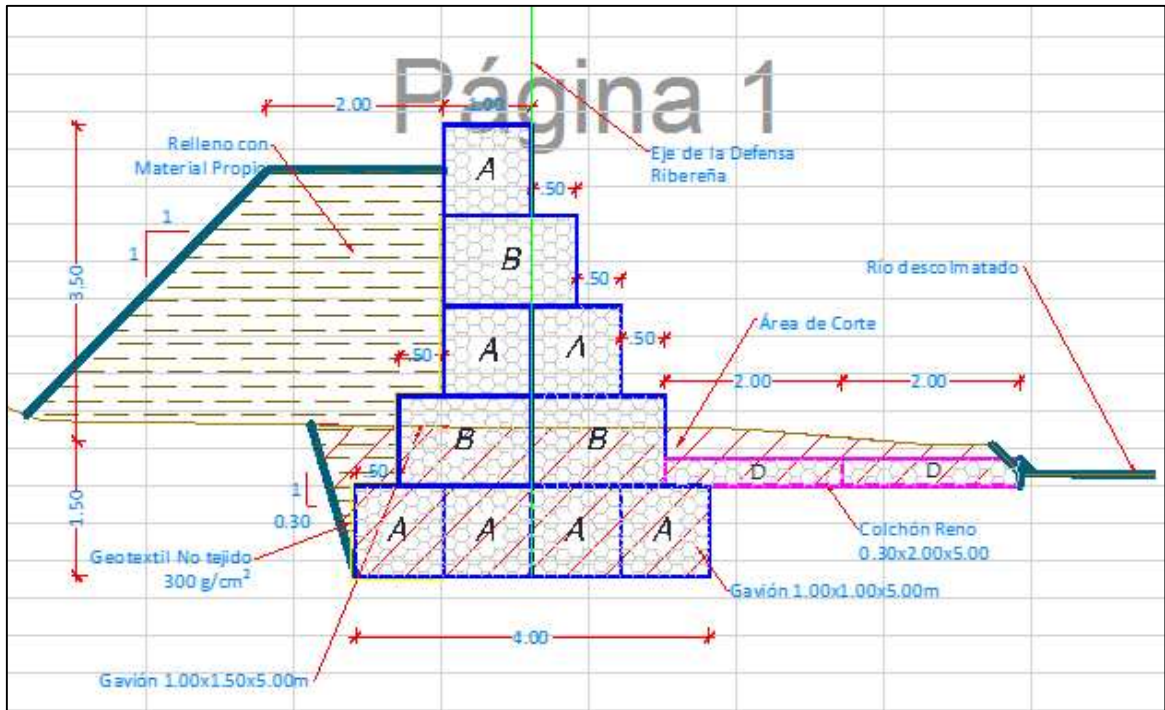 Página 1
2.00
1.00
Relleno con
Material Propio
Eje de la Defensa
Ribereña
A
.50
1
1
B
.50
Río descolmatado
3.50
A
A
Área de Corte
.50
.50
2.00
2.00
B
B
.50
D
D
1
0.30
1.50
A
A
A
A
Colchón Reno
0.30x2.00x5.00
Geotextil No tejido
300 g/cm²
Gavión 1.00x1.00x5.00m
4.00
Gavión 1.00x1.50x5.00m